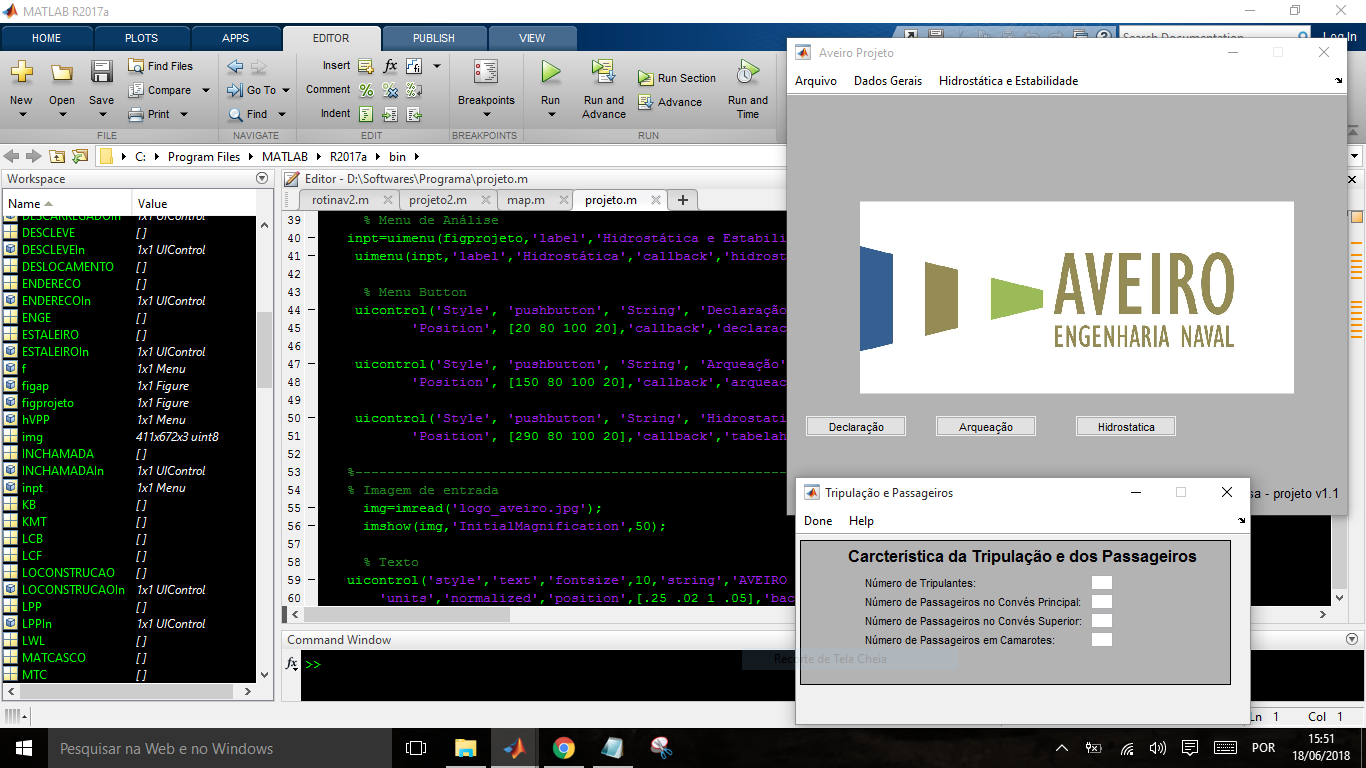 MATLAB R2017a
HOME PLOTS APPS EDITOR PUBLISH VIEW
Search Documentation
Log In
New
Open
Save
Find Files
Compare
Print
FILE
Go To
Find
NAVIGATE
Insert
fx
Comment
Indent
EDIT
Breakpoints
BREAKPOINTS
Run
Run and Advance
Run Section
Advance
Run and Time
RUN
C: Program Files MATLAB R2017a bin
Workspace
Name Value
DESCARREGADOIn 1x1 UIControl
DESCLEVE []
DESCLEVEIn 1x1 UIControl
DESLOCAMENTO []
ENDERECO []
ENDERECOIn 1x1 UIControl
ENGE []
ESTALEIRO []
ESTALEIROIn 1x1 UIControl
f 1x1 Menu
figap 1x1 Figure
figprojeto 1x1 Figure
hVPP 1x1 Menu
img 411x672x3 uint8
INCHAMADA []
INCHAMADAIn 1x1 UIControl
inpt 1x1 Menu
KB []
KMT []
LCB []
LCF []
LOCONSTRUCAO []
LOCONSTRUCAOIn 1x1 UIControl
LPP []
LPPIn 1x1 UIControl
LWL []
MATCASCO []
MTC []
Editor - D:\Softwares\Programa\projeto.m
rotinav2.m projeto2.m map.m projeto.m
39 % Menu de Análise
40 inpt=uimenu(figprojeto,'label','Hidrostática e Estabili
41 uimenu(inpt,'label','Hidrostática','callback','hidrost
42
43 % Menu Button
44 uicontrol('Style', 'pushbutton', 'String', 'Declaração
45 'Position', [20 80 100 20],'callback','declarac
46
47 uicontrol('Style', 'pushbutton', 'String', 'Arqueação'
48 'Position', [150 80 100 20],'callback','arqueac
49
50 uicontrol('Style', 'pushbutton', 'String', 'Hidrostati
51 'Position', [290 80 100 20],'callback','tabelah
52
53 %------------------------------------------------------
54 % Imagem de entrada
55 img=imread('logo_aveiro.jpg');
56 imshow(img,'InitialMagnification',50);
57
58 % Texto
59 uicontrol('style','text','fontsize',10,'string','AVEIRO
60 'units','normalized','position',[.25 .02 1 .05],'bac
Command Window
fx >>
Recorte de Tela Cheia
Ln 1 Col 1
Aveiro Projeto
Arquivo Dados Gerais Hidrostática e Estabilidade
AVEIRO
ENGENHARIA NAVAL
Declaração Arqueação Hidrostatica
sa - projeto v1.1
Tripulação e Passageiros
Done Help
Carcterística da Tripulação e dos Passageiros
Número de Tripulantes:
Número de Passageiros no Convés Principal:
Número de Passageiros no Convés Superior:
Número de Passageiros em Camarotes:
Pesquisar na Web e no Windows
POR
15:51
18/06/2018